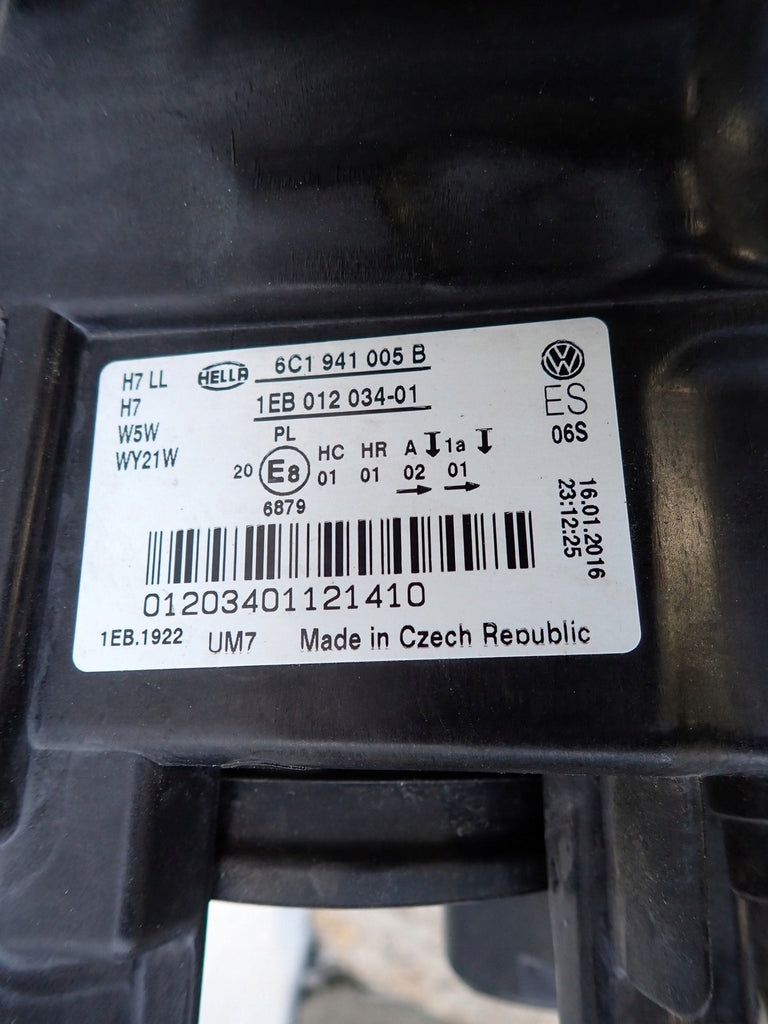 H7 LL
H7
W5W
WY21W
HELLA
6C1 941 005 B
1EB 012 034-01
PL
20 E8 HC HR A 1a
01 01 02 01
6879
VW
ES
06S
16.01.2016
23:12:25
01203401121410
1EB.1922 UM7 Made in Czech Republic